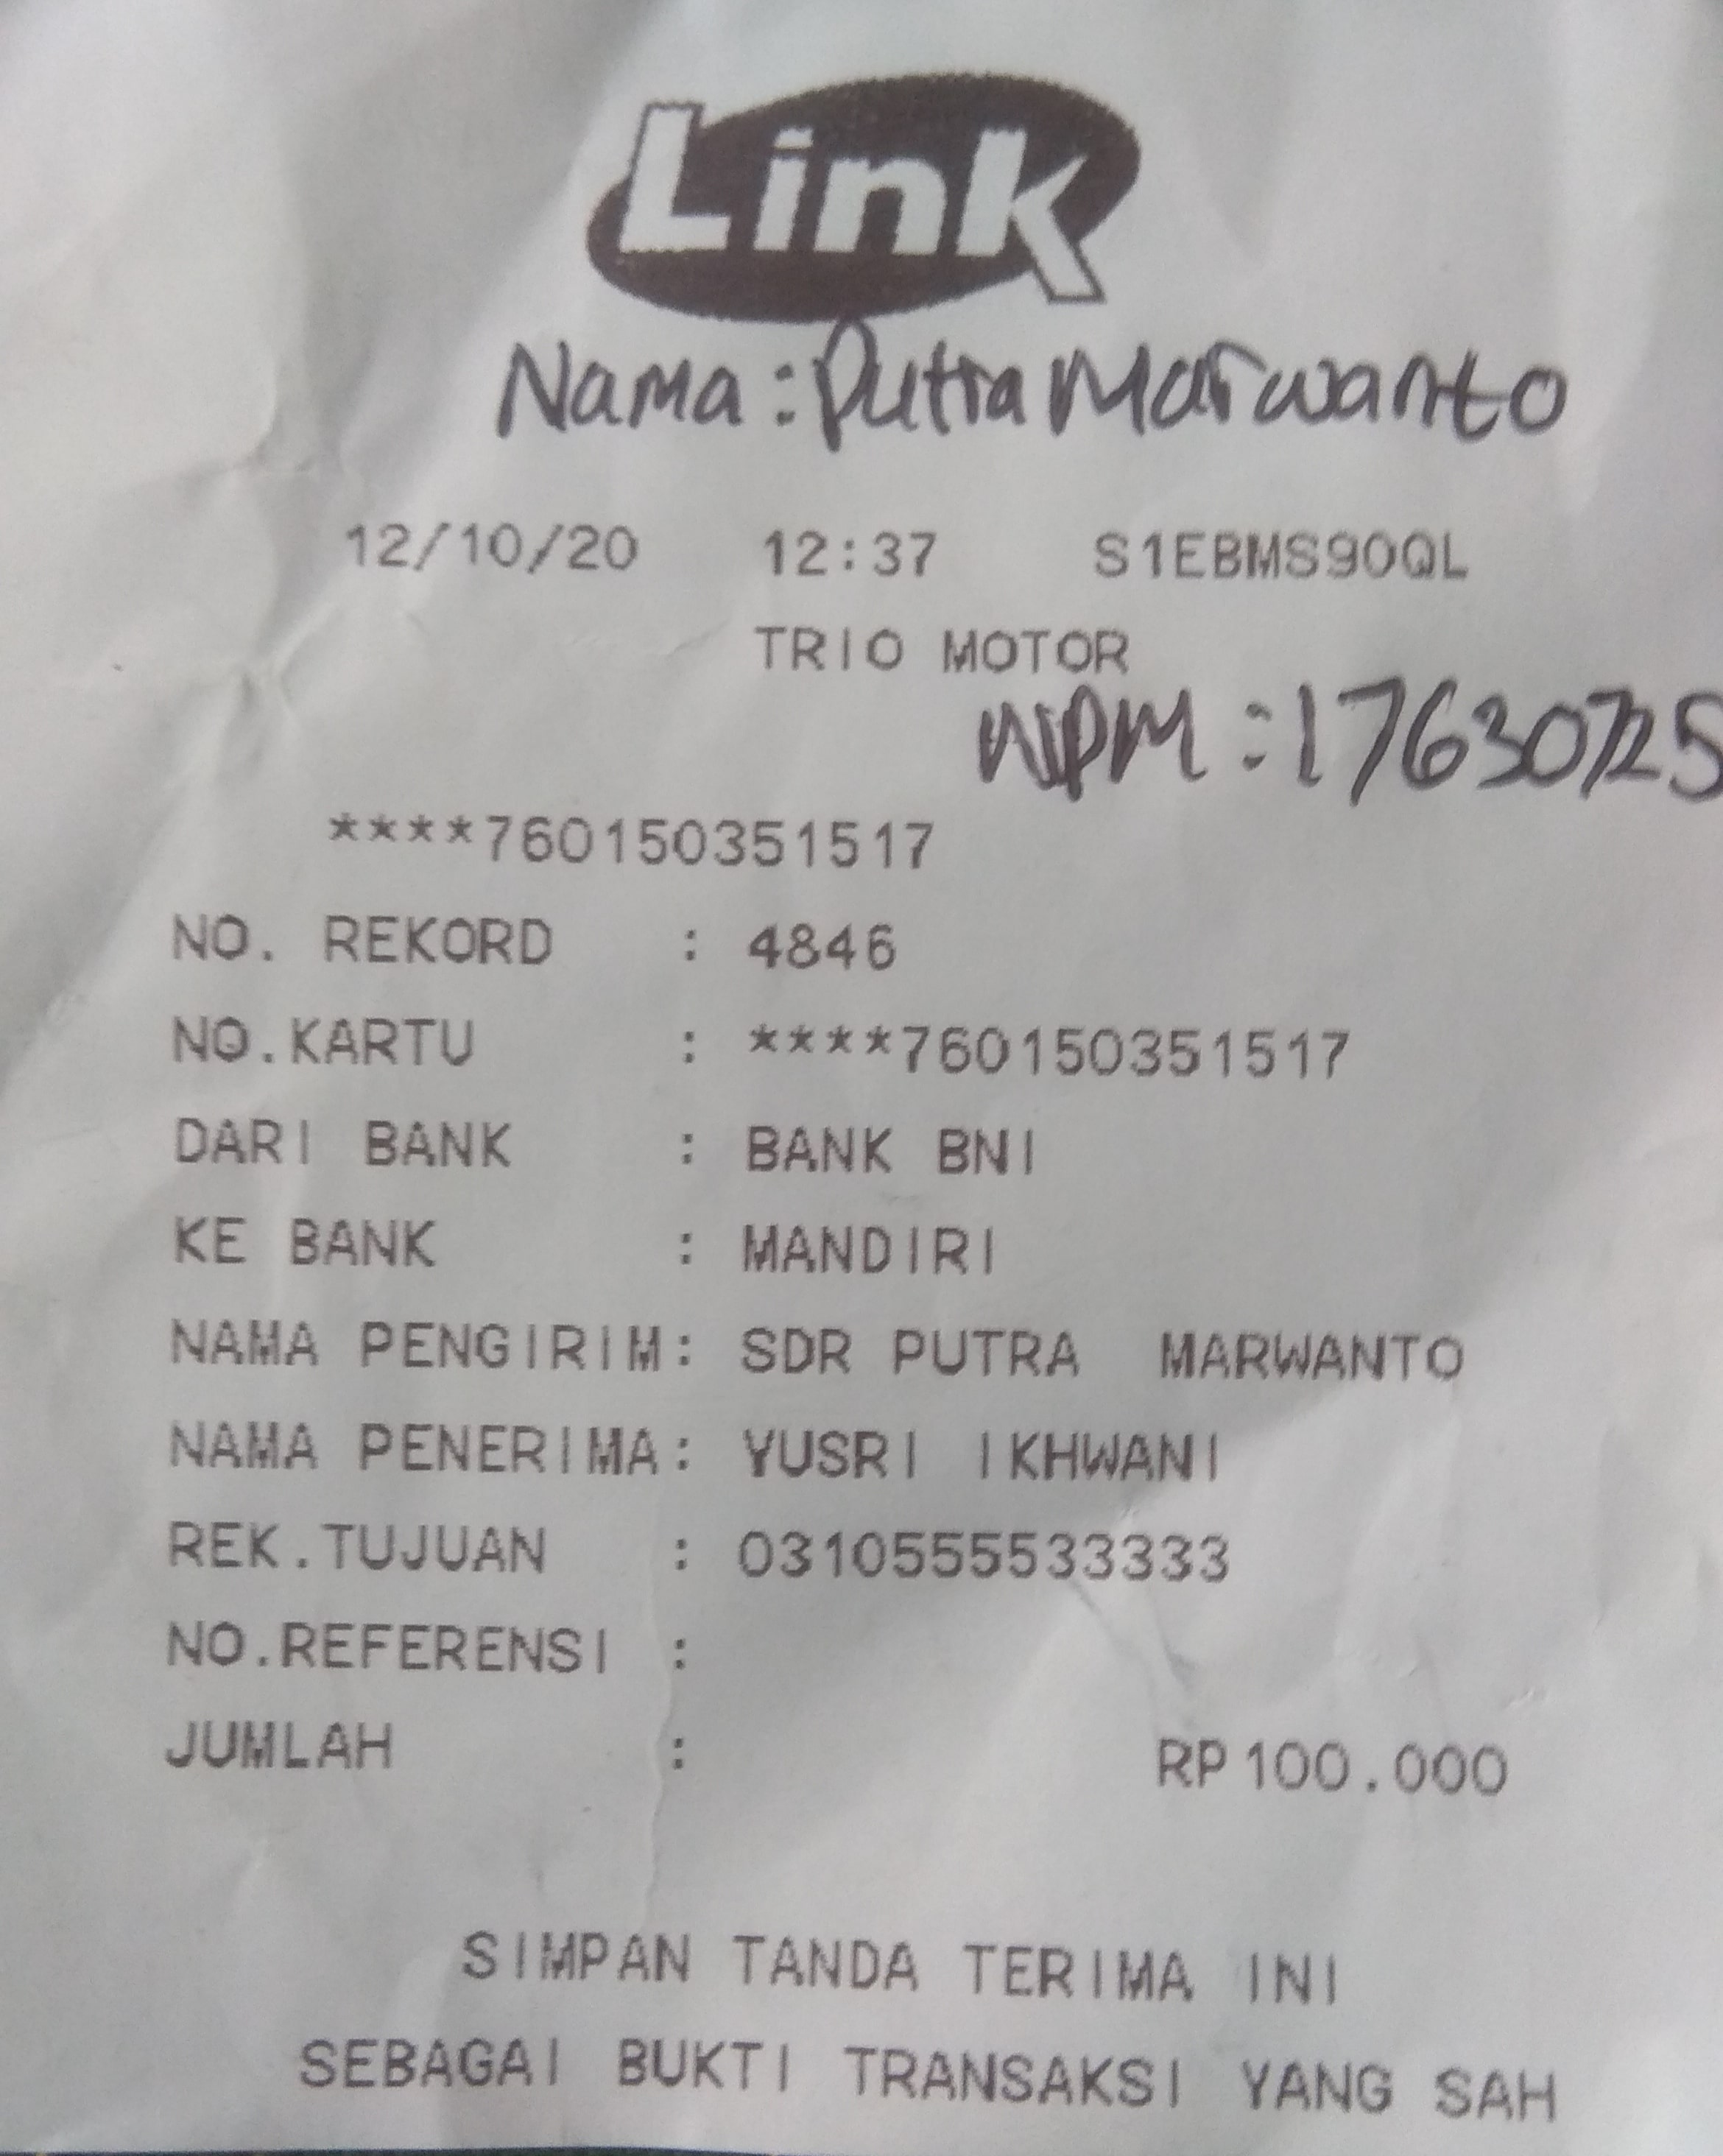 Link
Nama : Putra Marwanto
12/10/20 12:37 S1EBMS90QL
TRIO MOTOR
NPM : 17630725
****760150351517
NO. REKORD : 4846
NO.KARTU : ****760150351517
DARI BANK : BANK BNI
KE BANK : MANDIRI
NAMA PENGIRIM: SDR PUTRA MARWANTO
NAMA PENERIMA: YUSRI IKHWANI
REK.TUJUAN : 0310555533333
NO.REFERENSI :
JUMLAH : RP 100.000
SIMPAN TANDA TERIMA INI
SEBAGAI BUKTI TRANSAKSI YANG SAH